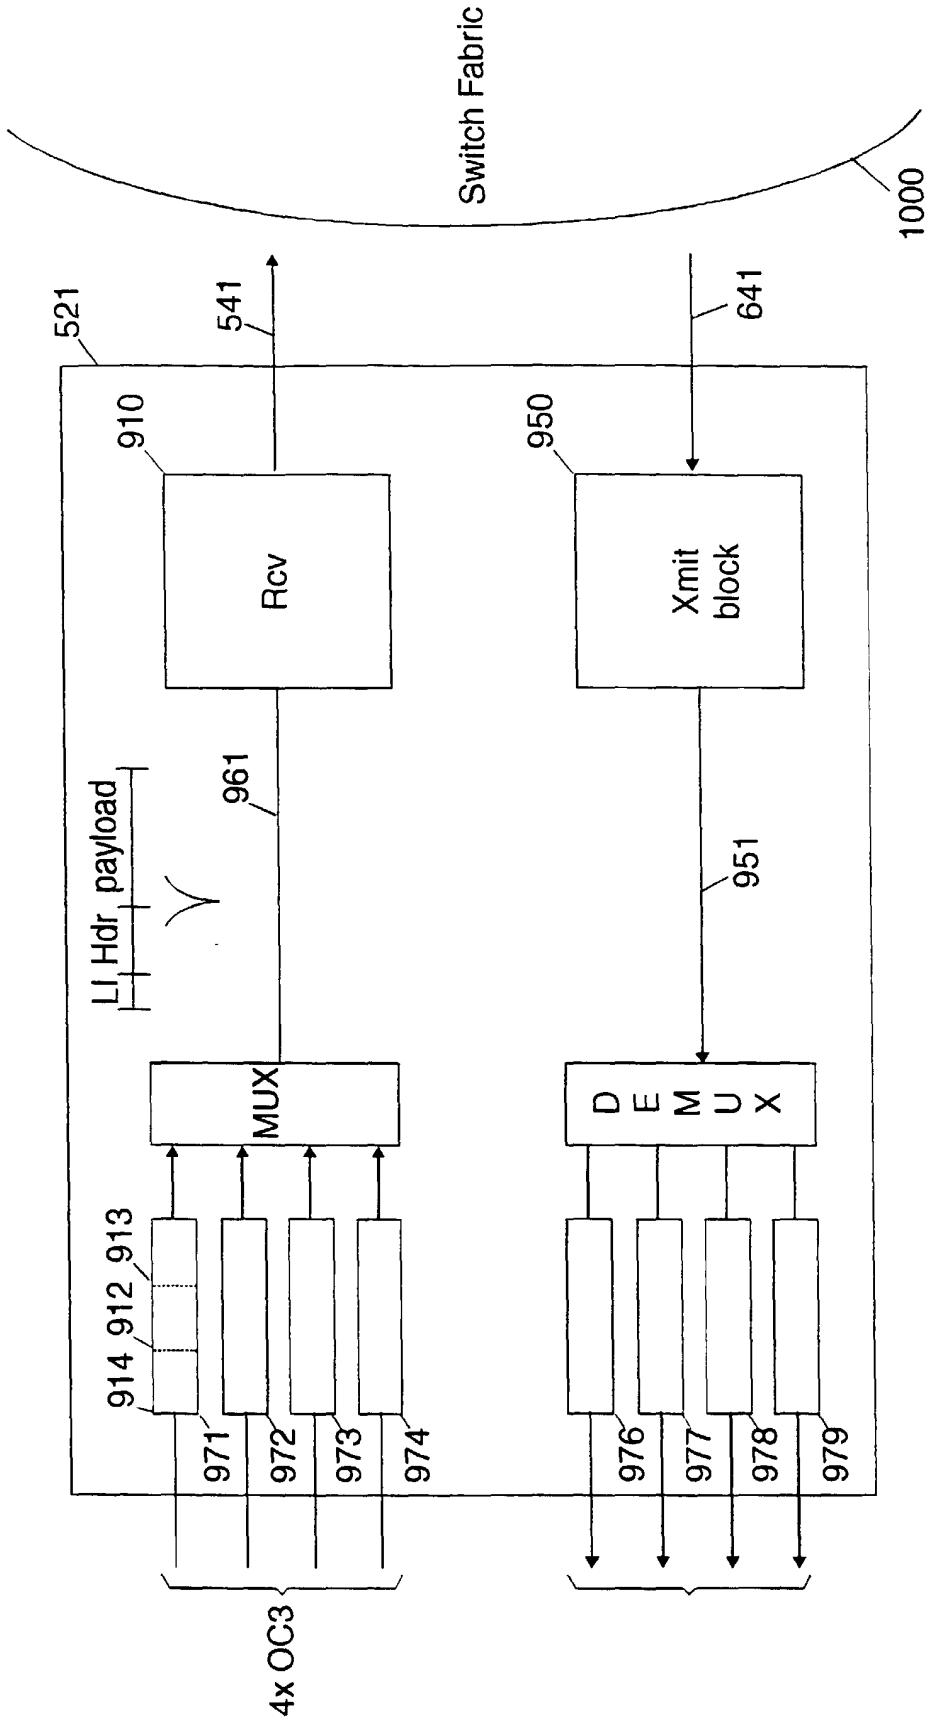 4x OC3
971
972
973
974
914
912
913
MUX
LI
Hdr
payload
961
910
Rcv
521
541
Switch Fabric
1000
976
977
978
979
D
E
M
U
X
951
950
Xmit
block
641